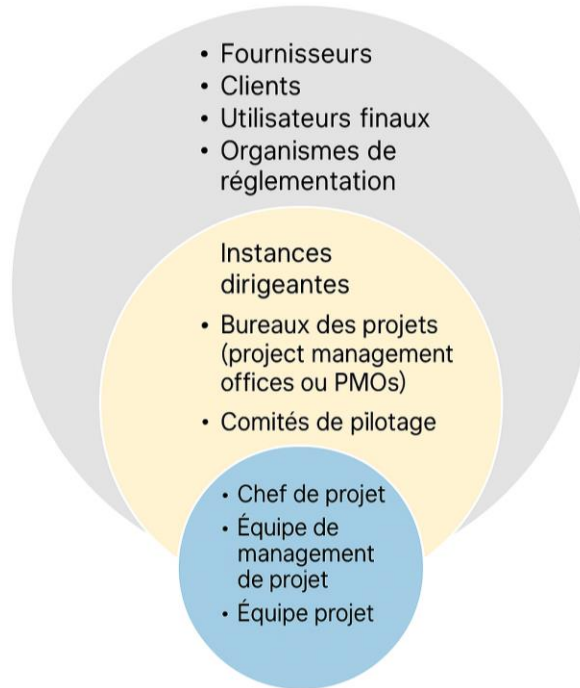 • Fournisseurs
• Clients
• Utilisateurs finaux
• Organismes de
réglementation
Instances
dirigeantes
• Bureaux des projets
(project management
offices ou PMOs)
• Comités de pilotage
• Chef de projet
• Équipe de
management
de projet
• Équipe projet